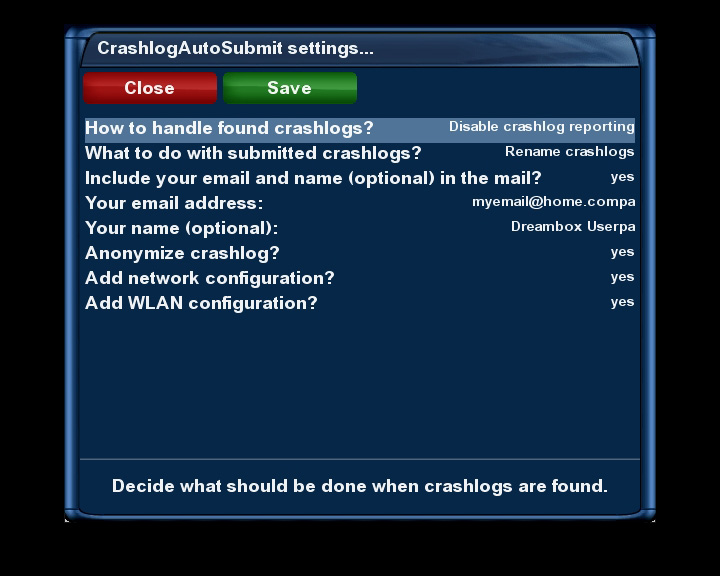 CrashlogAutoSubmit settings...
Close Save
How to handle found crashlogs? Disable crashlog reporting
What to do with submitted crashlogs? Rename crashlogs
Include your email and name (optional) in the mail? yes
Your email address: myemail@home.compa
Your name (optional): Dreambox Userpa
Anonymize crashlog? yes
Add network configuration? yes
Add WLAN configuration? yes
Decide what should be done when crashlogs are found.